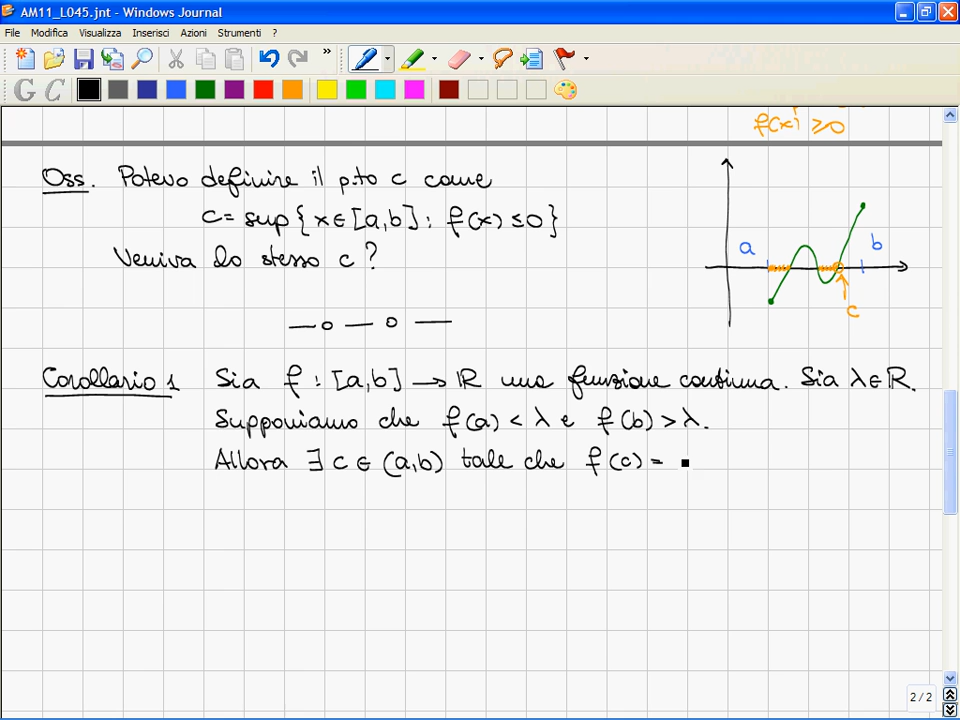 AM11_L045.jnt - Windows Journal
File Modifica Visualizza Inserisci Azioni Strumenti ?
G C
f(x) ≥0
Oss. Potevo definire il p.to c come
c= sup{x∈[a,b]: f(x) ≤0}
Veniva lo stesso c?
a
b
c
Corollario 1 Sia f: [a,b] → ℝ una funzione continua. Sia λ∈ℝ.
Supponiamo che f(a) < λ e f(b) > λ.
Allora ∃ c ∈ (a,b) tale che f(c) =
2 / 2